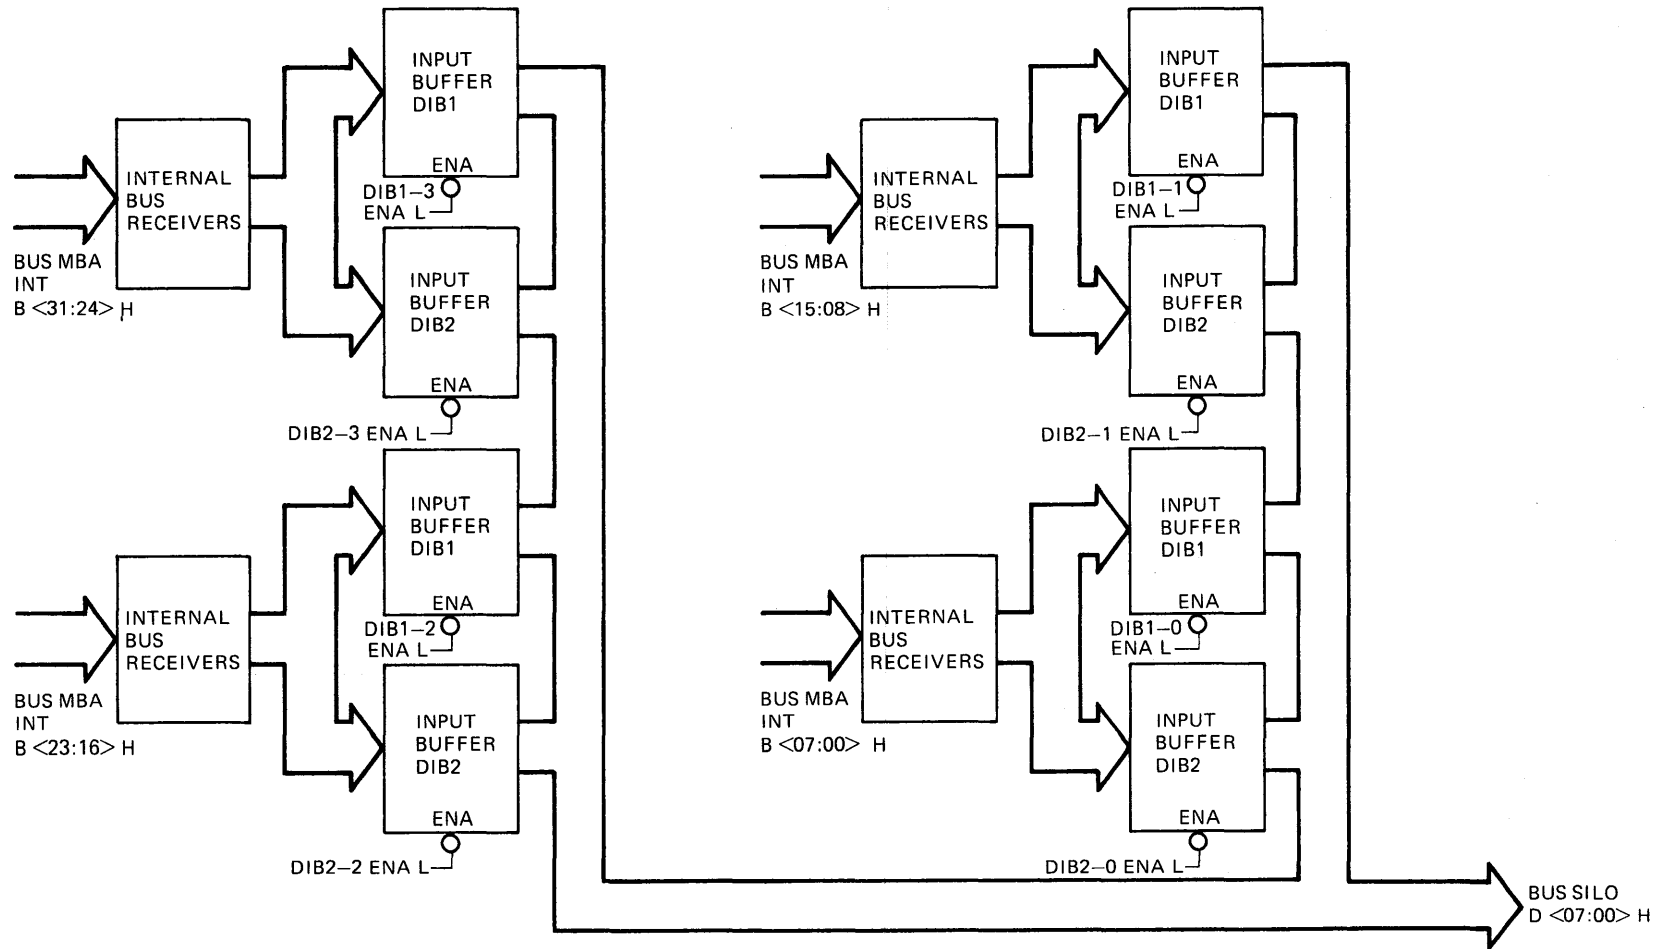 INPUT
BUFFER
DIB1
ENA
DIB1–3
ENA L
INTERNAL
BUS
RECEIVERS
BUS MBA
INT
B <31:24> H
INPUT
BUFFER
DIB2
ENA
DIB2–3 ENA L
INPUT
BUFFER
DIB1
ENA
DIB1–2
ENA L
INTERNAL
BUS
RECEIVERS
BUS MBA
INT
B <23:16> H
INPUT
BUFFER
DIB2
ENA
DIB2–2 ENA L
INPUT
BUFFER
DIB1
ENA
DIB1–1
ENA L
INTERNAL
BUS
RECEIVERS
BUS MBA
INT
B <15:08> H
INPUT
BUFFER
DIB2
ENA
DIB2–1 ENA L
INPUT
BUFFER
DIB1
ENA
DIB1–0
ENA L
INTERNAL
BUS
RECEIVERS
BUS MBA
INT
B <07:00> H
INPUT
BUFFER
DIB2
ENA
DIB2–0 ENA L
BUS SILO
D <07:00> H